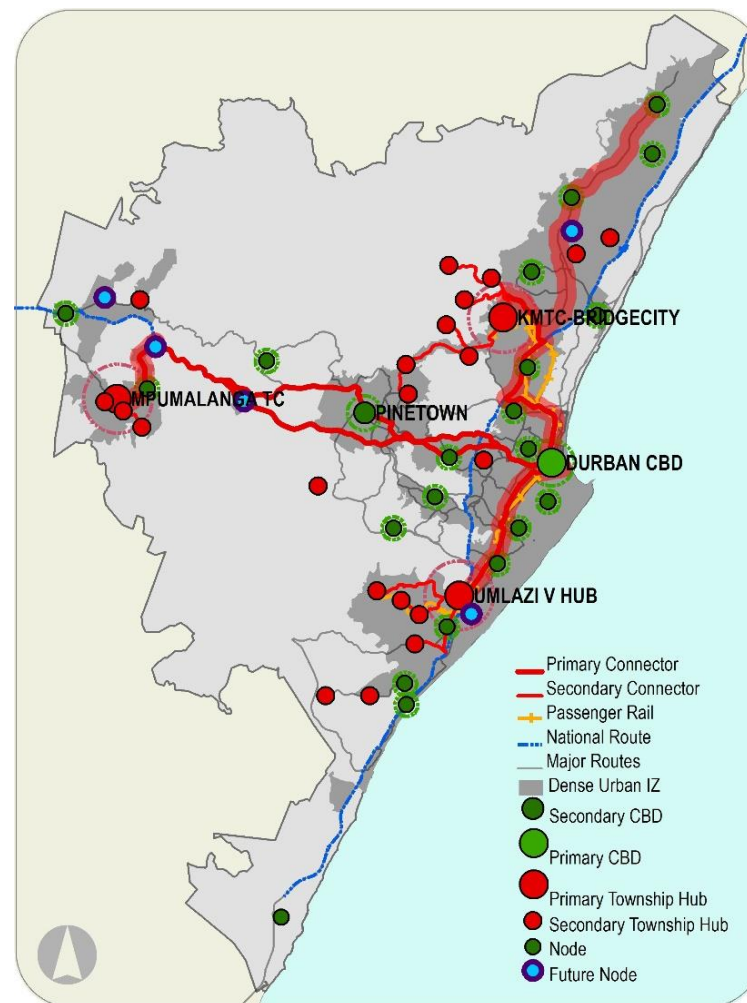 KMTC-BRIDGECITY
MPUMALANGA TC
PINETOWN
DURBAN CBD
UMLAZI V HUB
Primary Connector
Secondary Connector
Passenger Rail
National Route
Major Routes
Dense Urban IZ
Secondary CBD
Primary CBD
Primary Township Hub
Secondary Township Hub
Node
Future Node